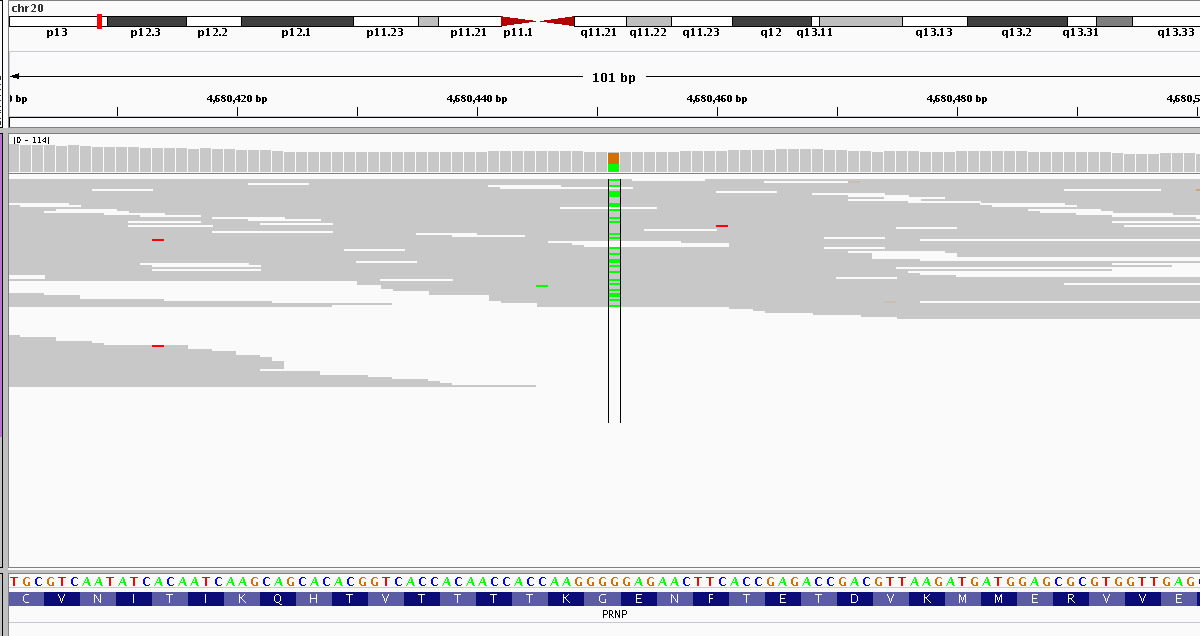 chr20
p13 p12.3 p12.2 p12.1 p11.23 p11.21 p11.1 q11.21 q11.22 q11.23 q12 q13.11 q13.13 q13.2 q13.31 q13.33
101 bp
0 bp 4,680,420 bp 4,680,440 bp 4,680,460 bp 4,680,480 bp 4,680,5
[0 - 114]
TGCGTCAATATCACAATCAAGCAGCACACGGTCACCACAACCACCAAGGGGGAGAACTTCACCGAGACCGACGTTAAGATGATGGAGCGCGTGGTTGAG
C V N I T I K Q H T V T T T T K G E N F T E T D V K M M E R V V E
PRNP